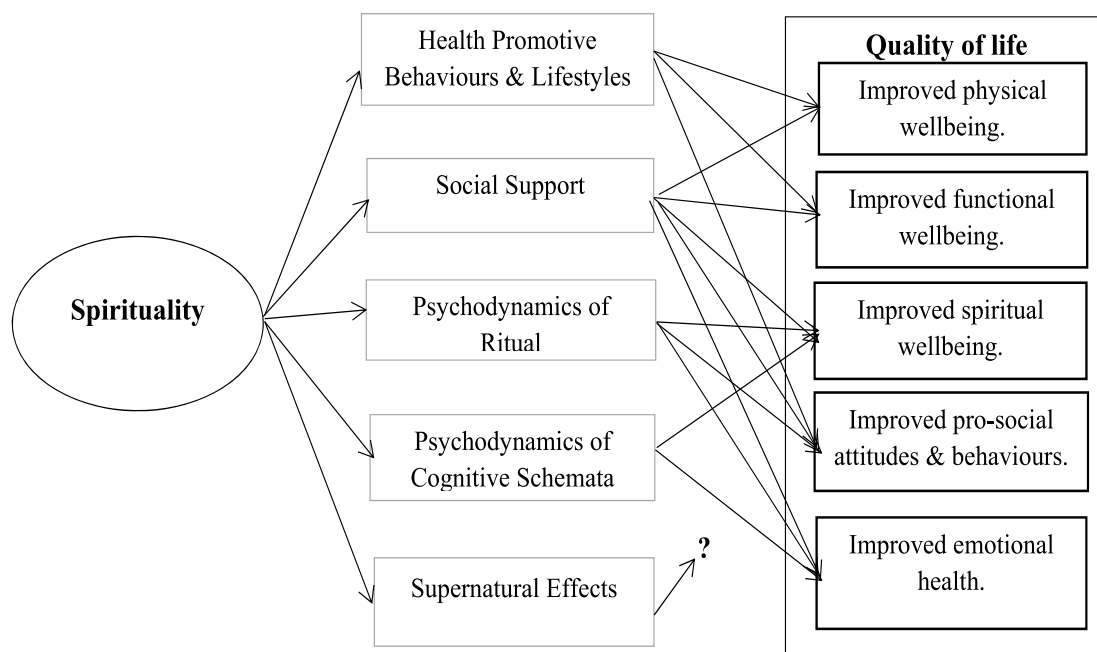 Spirituality
Health Promotive
Behaviours & Lifestyles
Social Support
Psychodynamics of
Ritual
Psychodynamics of
Cognitive Schemata
Supernatural Effects
?
Quality of life
Improved physical
wellbeing.
Improved functional
wellbeing.
Improved spiritual
wellbeing.
Improved pro-social
attitudes & behaviours.
Improved emotional
health.